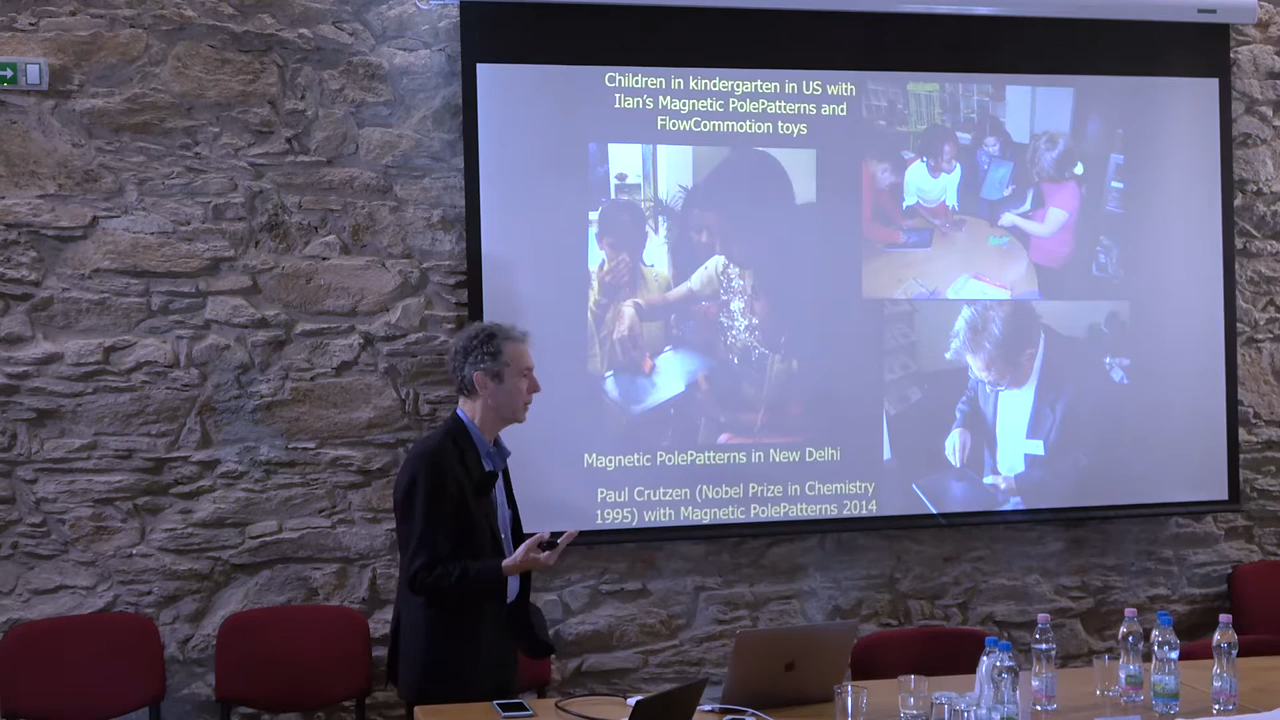 Children in kindergarten in US with
Ilan's Magnetic PolePatterns and
FlowCommotion toys
Magnetic PolePatterns in New Delhi
Paul Crutzen (Nobel Prize in Chemistry
1995) with Magnetic PolePatterns 2014